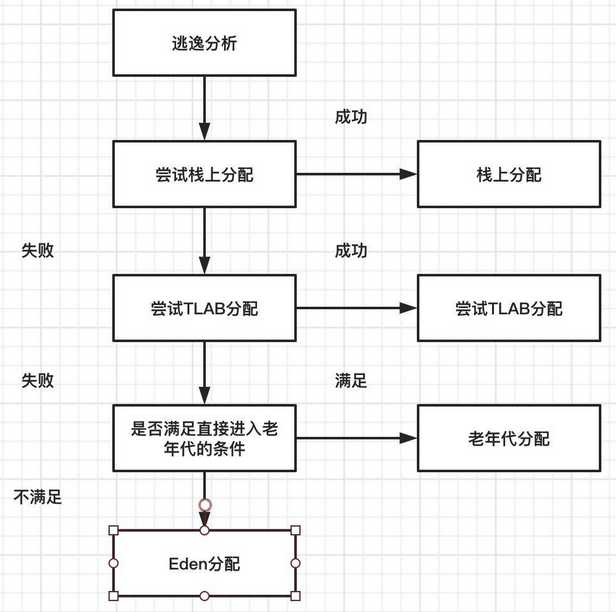 逃逸分析
成功
尝试栈上分配
栈上分配
失败
成功
尝试TLAB分配
尝试TLAB分配
失败
满足
是否满足直接进入老
年代的条件
老年代分配
不满足
Eden分配